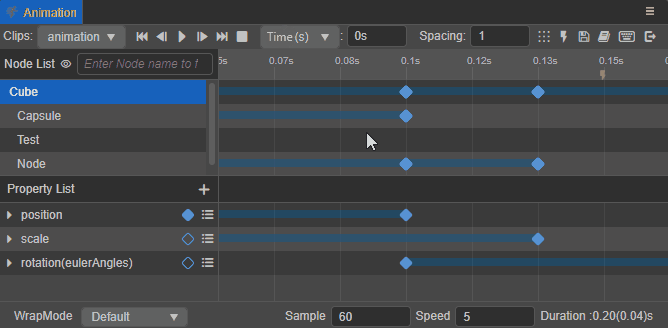 Animation
Clips: animation Time(s) : 0s Spacing: 1
Node List Enter Node name to f
5s 0.07s 0.08s 0.1s 0.12s 0.13s 0.15s
Cube
Capsule
Test
Node
Property List +
position
scale
rotation(eulerAngles)
WrapMode Default Sample 60 Speed 5 Duration :0.20(0.04)s